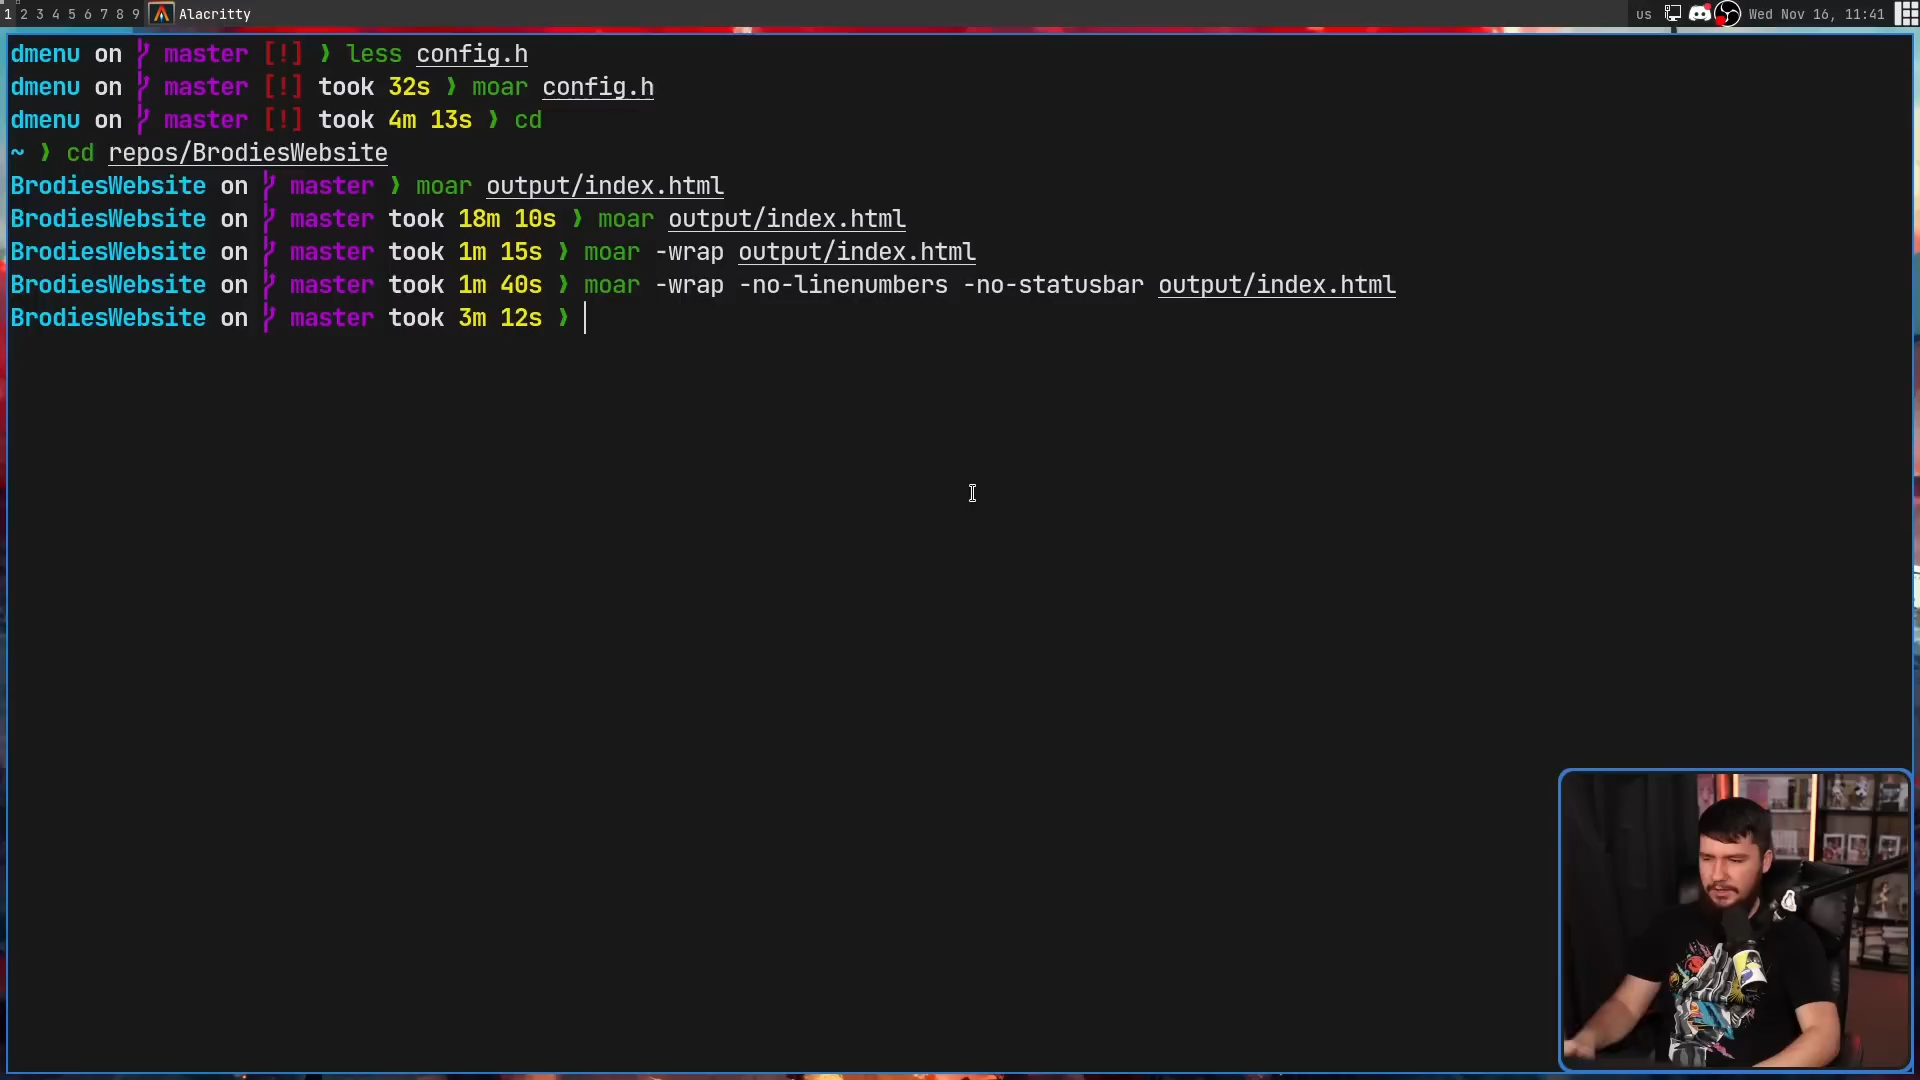 1 2 3 4 5 6 7 8 9 Alacritty us Wed Nov 16, 11:41
dmenu on master [!] ❯ less config.h
dmenu on master [!] took 32s ❯ moar config.h
dmenu on master [!] took 4m 13s ❯ cd
~ ❯ cd repos/BrodiesWebsite
BrodiesWebsite on master ❯ moar output/index.html
BrodiesWebsite on master took 18m 10s ❯ moar output/index.html
BrodiesWebsite on master took 1m 15s ❯ moar -wrap output/index.html
BrodiesWebsite on master took 1m 40s ❯ moar -wrap -no-linenumbers -no-statusbar output/index.html
BrodiesWebsite on master took 3m 12s ❯